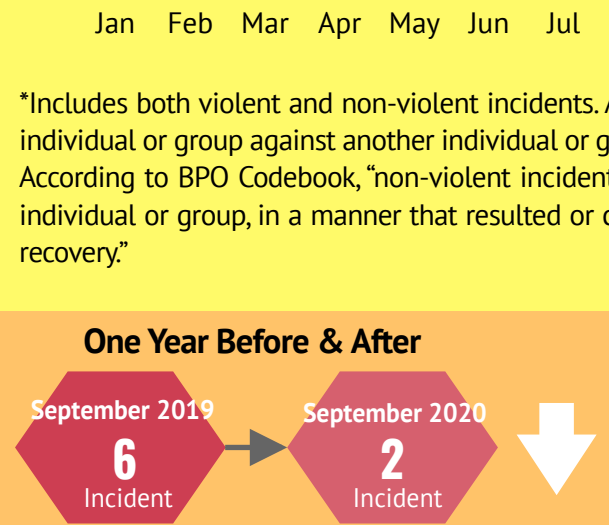 Jan Feb Mar Apr May Jun Jul
*Includes both violent and non-violent incidents.
individual or group against another individual or
According to BPO Codebook, “non-violent
individual or group, in a manner that resulted or
recovery.”
One Year Before & After
September 2019
September 2020
6
2
Incident
Incident